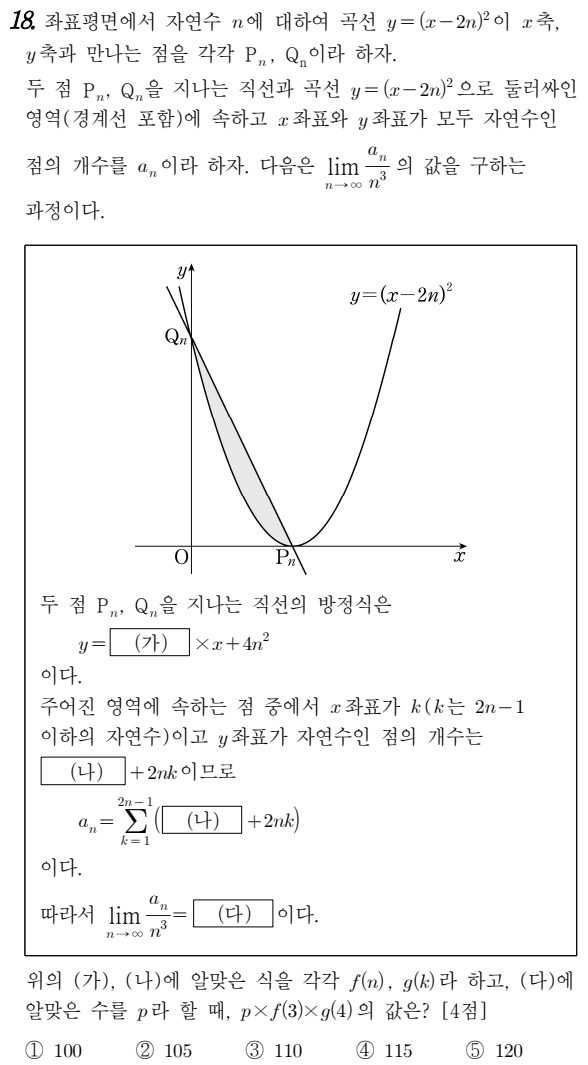 18. 좌표평면에서 자연수 n에 대하여 곡선 y=(x-2n)²이 x축,
y축과 만나는 점을 각각 Pₙ, Qₙ이라 하자.
두 점 Pₙ, Qₙ을 지나는 직선과 곡선 y=(x-2n)²으로 둘러싸인
영역(경계선 포함)에 속하고 x좌표와 y좌표가 모두 자연수인
점의 개수를 aₙ이라 하자. 다음은 lim_{n→∞} aₙ/n³ 의 값을 구하는
과정이다.
y
y=(x-2n)²
Qₙ
O
Pₙ
x
두 점 Pₙ, Qₙ을 지나는 직선의 방정식은
y= (가) ×x+4n²
이다.
주어진 영역에 속하는 점 중에서 x좌표가 k(k는 2n-1
이하의 자연수)이고 y좌표가 자연수인 점의 개수는
(나) +2nk이므로
aₙ= ∑_{k=1}^{2n-1} ( (나) +2nk)
이다.
따라서 lim_{n→∞} aₙ/n³ = (다) 이다.
위의 (가), (나)에 알맞은 식을 각각 f(n), g(k)라 하고, (다)에
알맞은 수를 p라 할 때, p×f(3)×g(4)의 값은? [4점]
① 100 ② 105 ③ 110 ④ 115 ⑤ 120